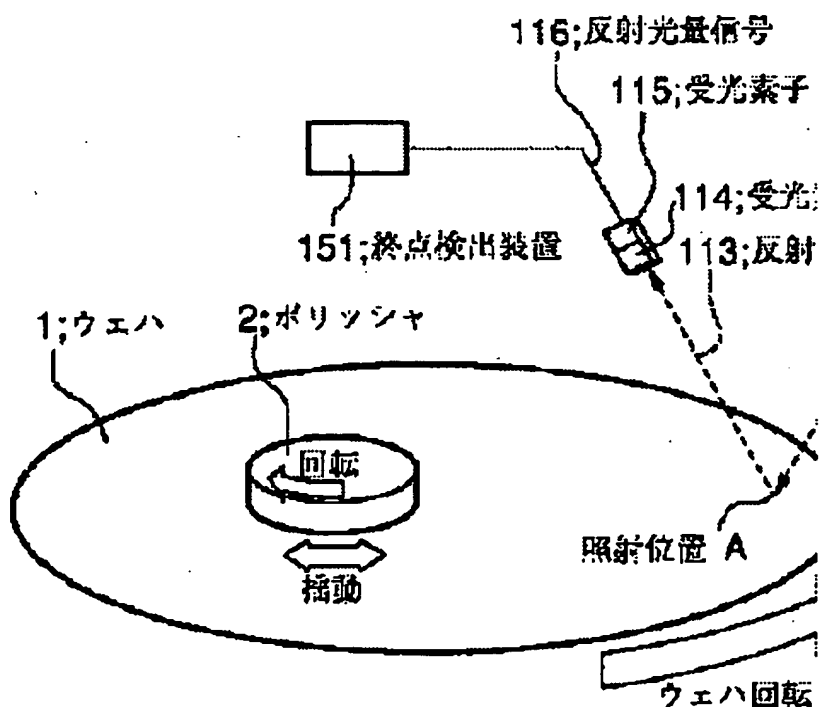 116;反射光量信号
115;受光素子
114;受光
113;反射
151;終点検出装置
1;ウェハ
2;ポリッシャ
回転
照射位置 A
揺動
ウェハ回転